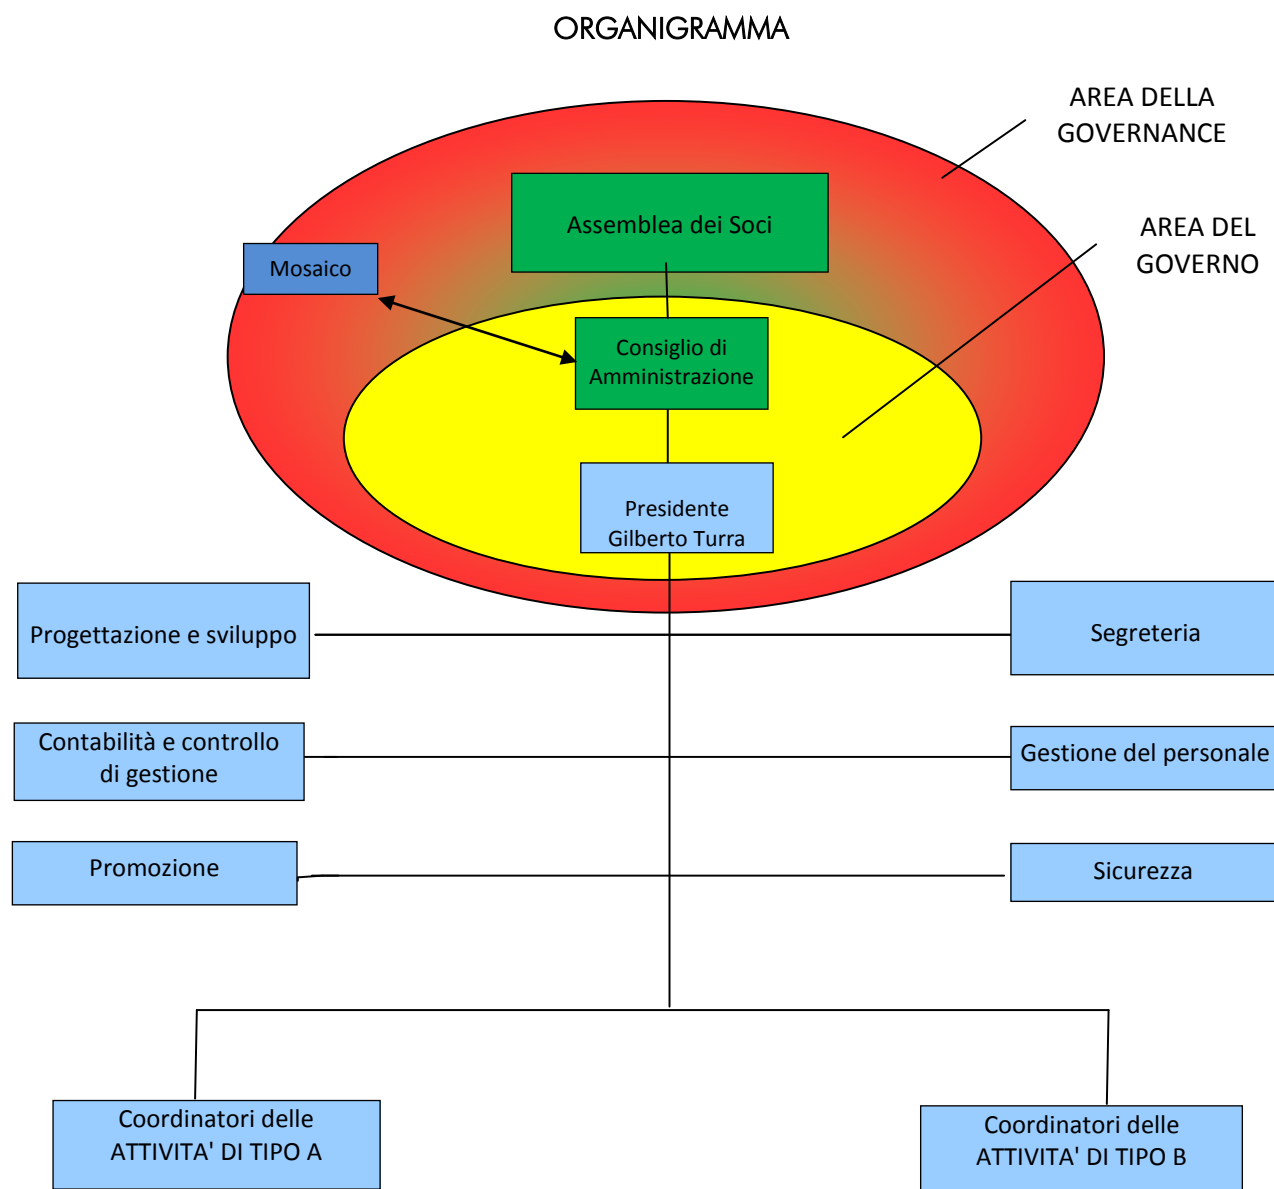 ORGANIGRAMMA
AREA DELLA
GOVERNANCE
Assemblea dei Soci
AREA DEL
GOVERNO
Mosaico
Consiglio di
Amministrazione
Presidente
Gilberto Turra
Progettazione e sviluppo
Segreteria
Contabilità e controllo
di gestione
Gestione del personale
Promozione
Sicurezza
Coordinatori delle
ATTIVITA' DI TIPO A
Coordinatori delle
ATTIVITA' DI TIPO B